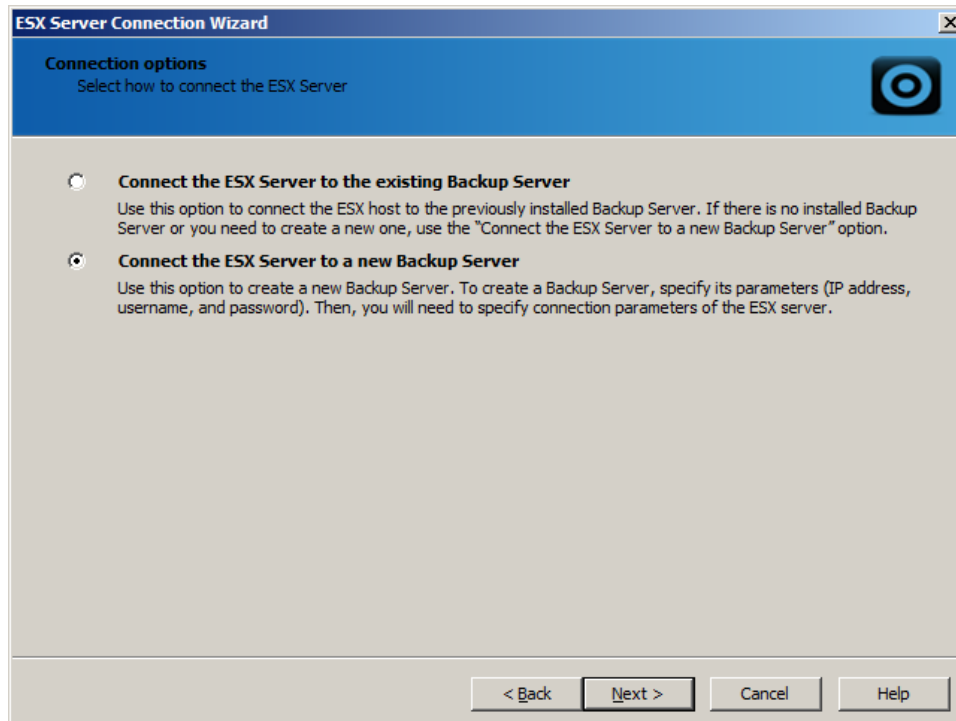 ESX Server Connection Wizard
Connection options
Select how to connect the ESX Server
Connect the ESX Server to the existing Backup Server
Use this option to connect the ESX host to the previously installed Backup Server. If there is no installed Backup
Server or you need to create a new one, use the “Connect the ESX Server to a new Backup Server” option.
Connect the ESX Server to a new Backup Server
Use this option to create a new Backup Server. To create a Backup Server, specify its parameters (IP address,
username, and password). Then, you will need to specify connection parameters of the ESX server.
< Back Next > Cancel Help